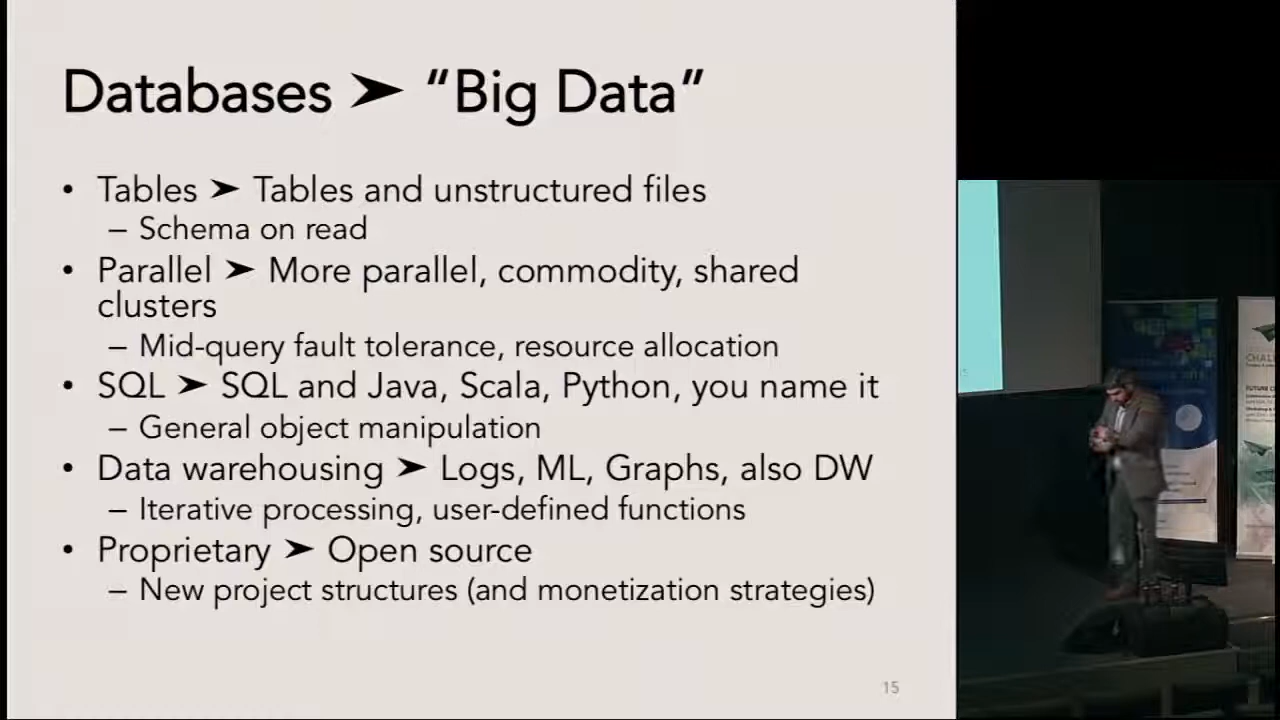 Databases ➤ “Big Data”
• Tables ➤ Tables and unstructured files
– Schema on read
• Parallel ➤ More parallel, commodity, shared
clusters
– Mid-query fault tolerance, resource allocation
• SQL ➤ SQL and Java, Scala, Python, you name it
– General object manipulation
• Data warehousing ➤ Logs, ML, Graphs, also DW
– Iterative processing, user-defined functions
• Proprietary ➤ Open source
– New project structures (and monetization strategies)
15